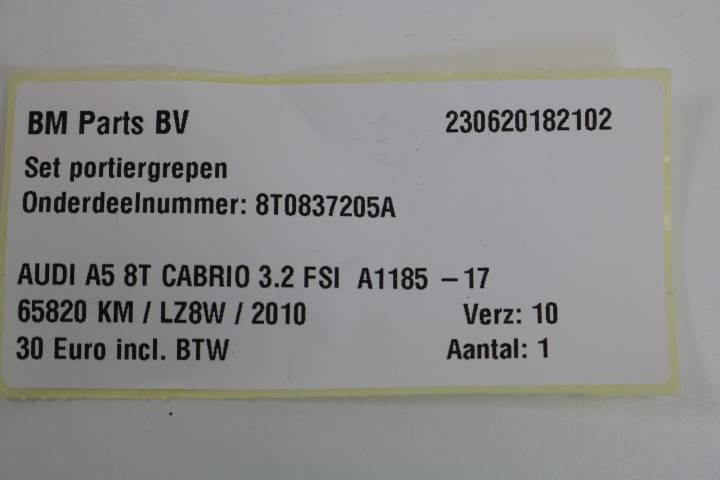 BM Parts BV 230620182102
Set portiergrepen
Onderdeelnummer: 8T0837205A
AUDI A5 8T CABRIO 3.2 FSI A1185 -17
65820 KM / LZ8W / 2010 Verz: 10
30 Euro incl. BTW Aantal: 1